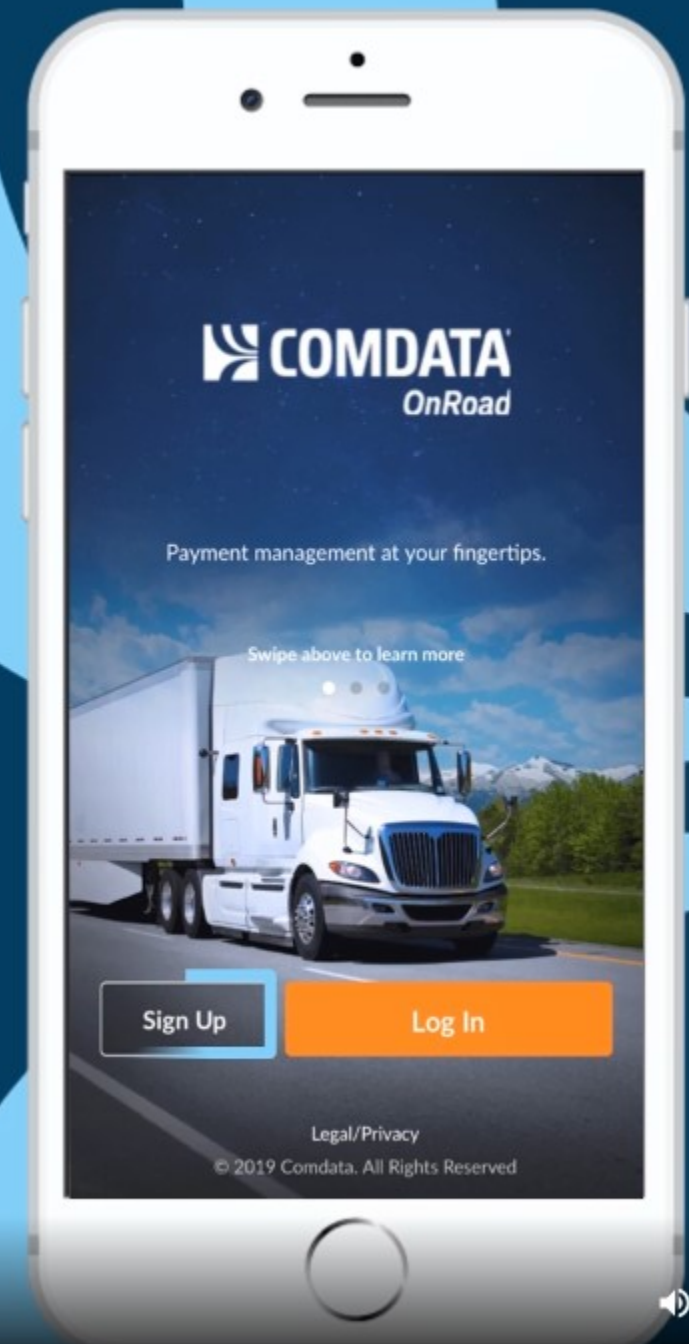 COMDATA
OnRoad
Payment management at your fingertips.
Swipe above to learn more
Sign Up
Log In
Legal/Privacy
© 2019 Comdata. All Rights Reserved